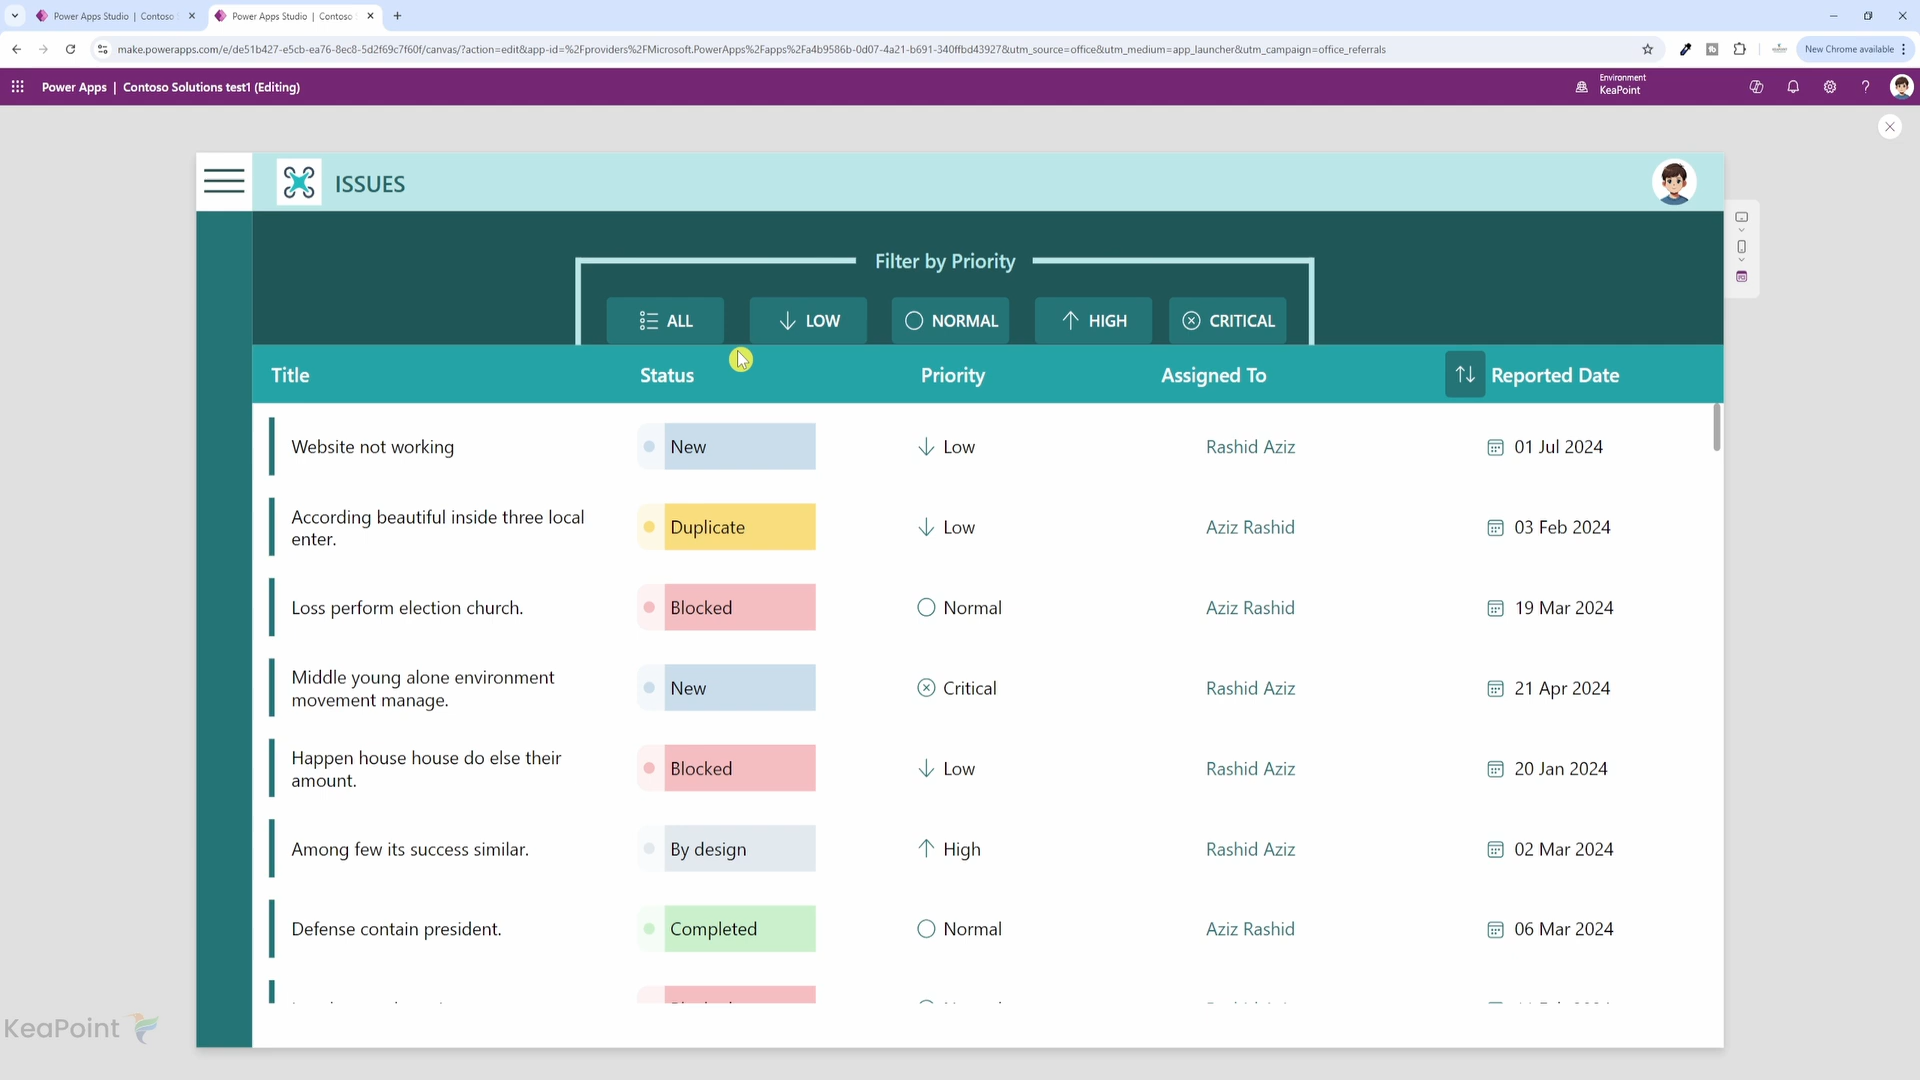 Power Apps Studio | Contoso
Power Apps Studio | Contoso
make.powerapps.com/e/de51b427-e5cb-ea76-8ec8-5d2f69c7f60f/canvas/?action=edit&app-id=%2Fproviders%2FMicrosoft.PowerApps%2Fapps%2Fa4b9586b-0d07-4a21-b691-340ffbd43927&utm_source=office&utm_medium=app_launcher&utm_campaign=office_referrals
New Chrome available
Power Apps | Contoso Solutions test1 (Editing)
Environment
KeaPoint
ISSUES
Filter by Priority
ALL LOW NORMAL HIGH CRITICAL
Title Status Priority Assigned To Reported Date
Website not working New Low Rashid Aziz 01 Jul 2024
According beautiful inside three local
enter. Duplicate Low Aziz Rashid 03 Feb 2024
Loss perform election church. Blocked Normal Aziz Rashid 19 Mar 2024
Middle young alone environment
movement manage. New Critical Rashid Aziz 21 Apr 2024
Happen house house do else their
amount. Blocked Low Rashid Aziz 20 Jan 2024
Among few its success similar. By design High Rashid Aziz 02 Mar 2024
Defense contain president. Completed Normal Aziz Rashid 06 Mar 2024
KeaPoint